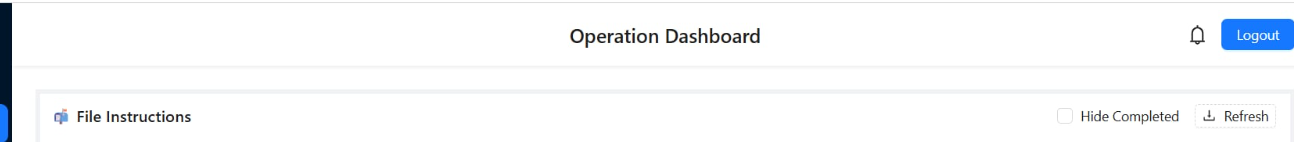 Operation Dashboard
Logout
File Instructions
Hide Completed
Refresh